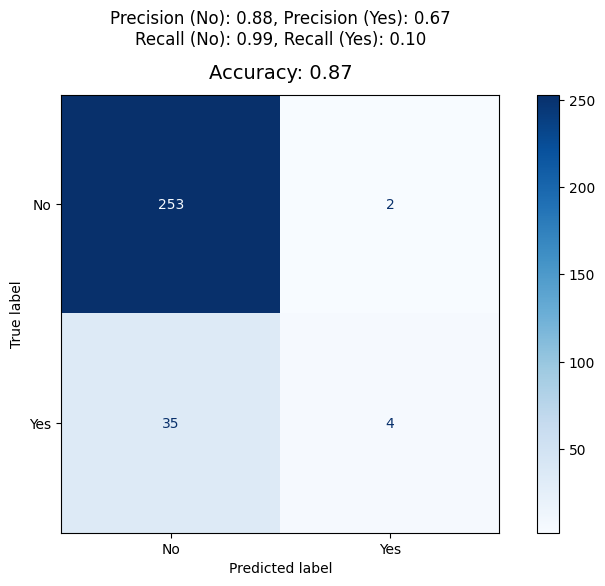 Precision (No): 0.88, Precision (Yes): 0.67
Recall (No): 0.99, Recall (Yes): 0.10
Accuracy: 0.87
250
No
253
2
200
150
True label
100
Yes
35
4
50
No
Yes
Predicted label